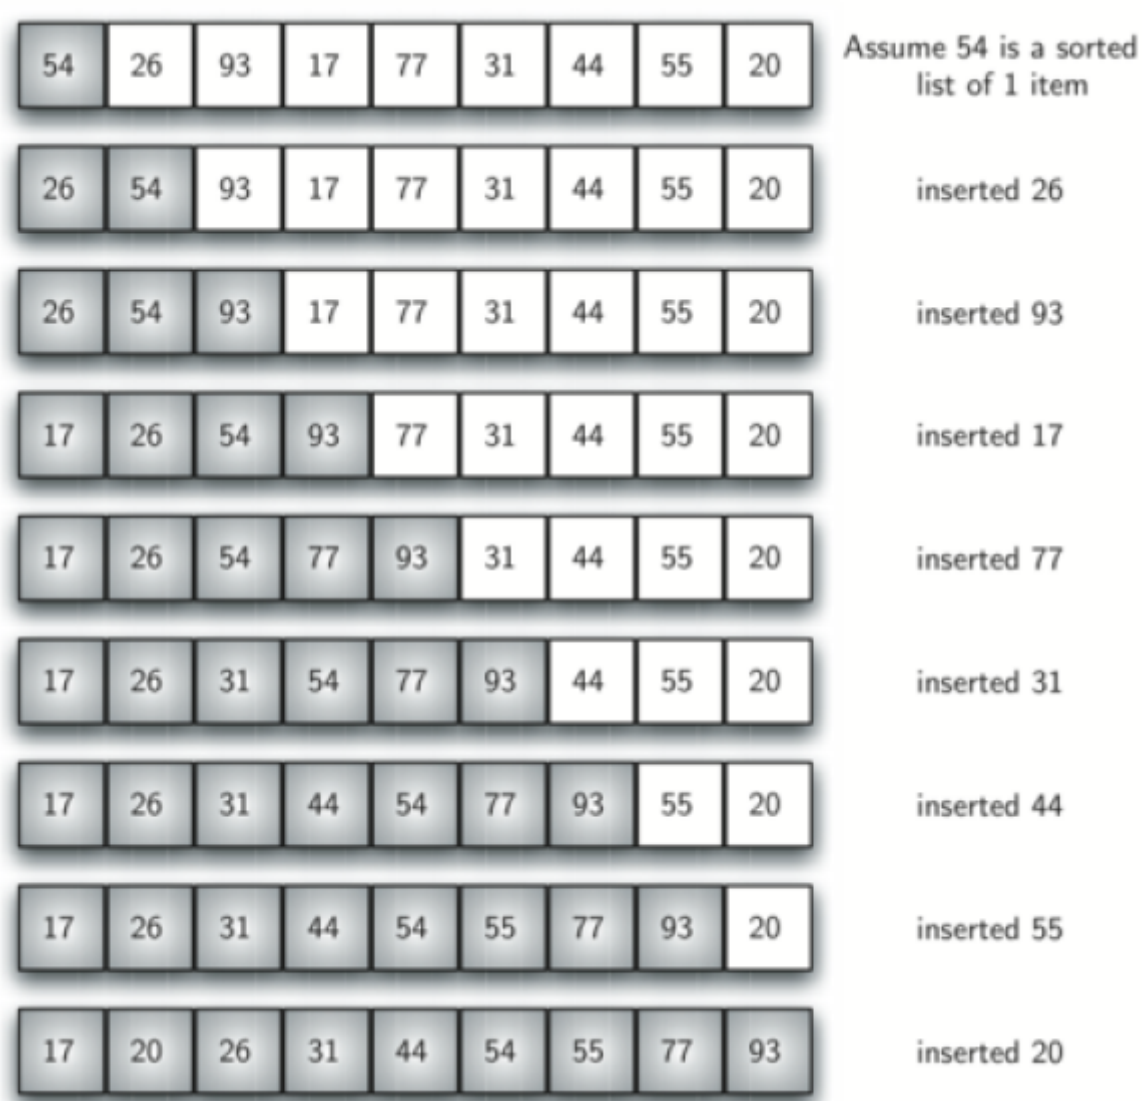 54 26 93 17 77 31 44 55 20 Assume 54 is a sorted
list of 1 item
26 54 93 17 77 31 44 55 20 inserted 26
26 54 93 17 77 31 44 55 20 inserted 93
17 26 54 93 77 31 44 55 20 inserted 17
17 26 54 77 93 31 44 55 20 inserted 77
17 26 31 54 77 93 44 55 20 inserted 31
17 26 31 44 54 77 93 55 20 inserted 44
17 26 31 44 54 55 77 93 20 inserted 55
17 20 26 31 44 54 55 77 93 inserted 20